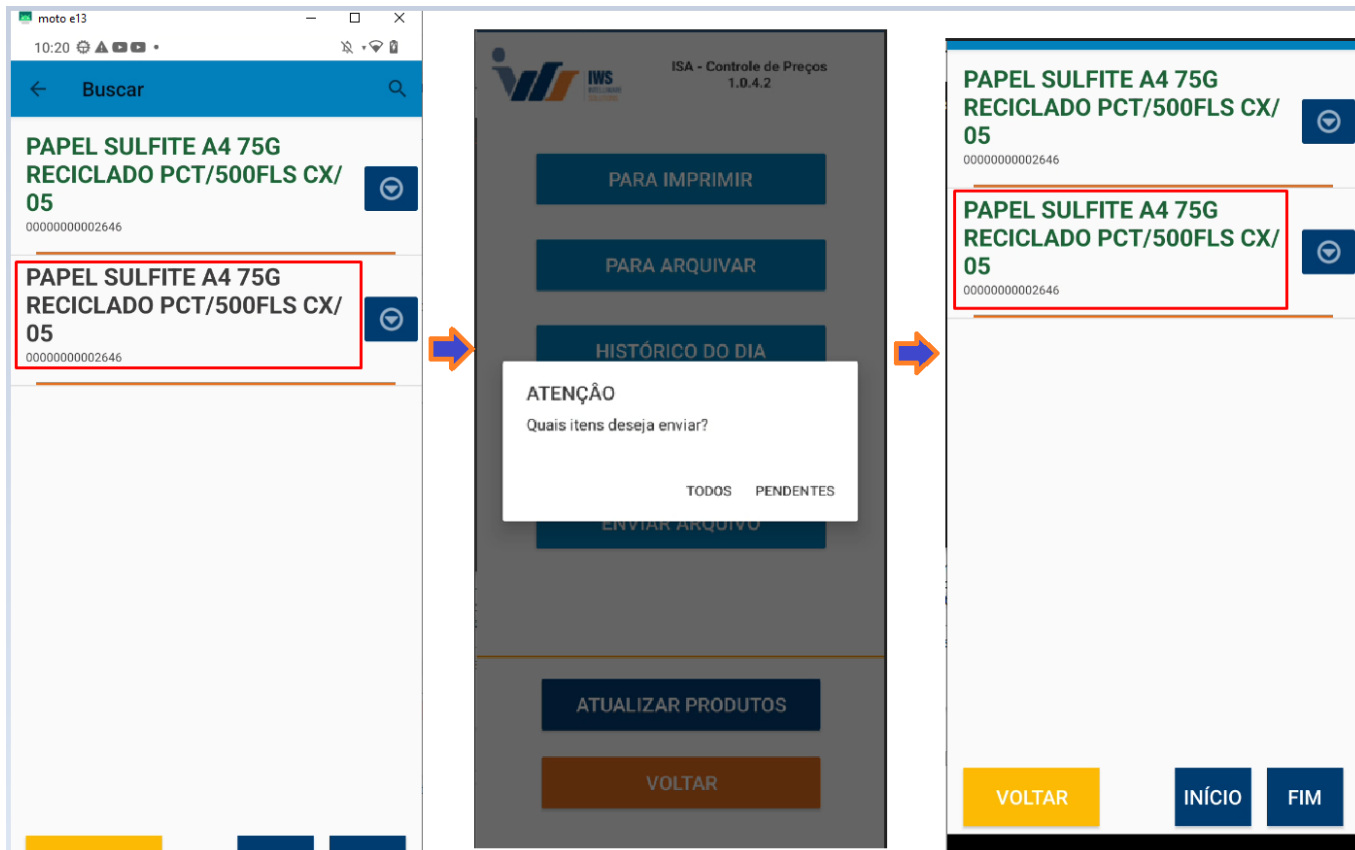 moto e13
10:20
Buscar
PAPEL SULFITE A4 75G
RECICLADO PCT/500FLS CX/
05
00000000002646
PAPEL SULFITE A4 75G
RECICLADO PCT/500FLS CX/
05
00000000002646
IWS
ISA - Controle de Preços
1.0.4.2
PARA IMPRIMIR
PARA ARQUIVAR
HISTÓRICO DO DIA
ATENÇÂO
Quais itens deseja enviar?
TODOS PENDENTES
ENVIAR ARQUIVO
ATUALIZAR PRODUTOS
VOLTAR
PAPEL SULFITE A4 75G
RECICLADO PCT/500FLS CX/
05
00000000002646
PAPEL SULFITE A4 75G
RECICLADO PCT/500FLS CX/
05
00000000002646
VOLTAR INÍCIO FIM